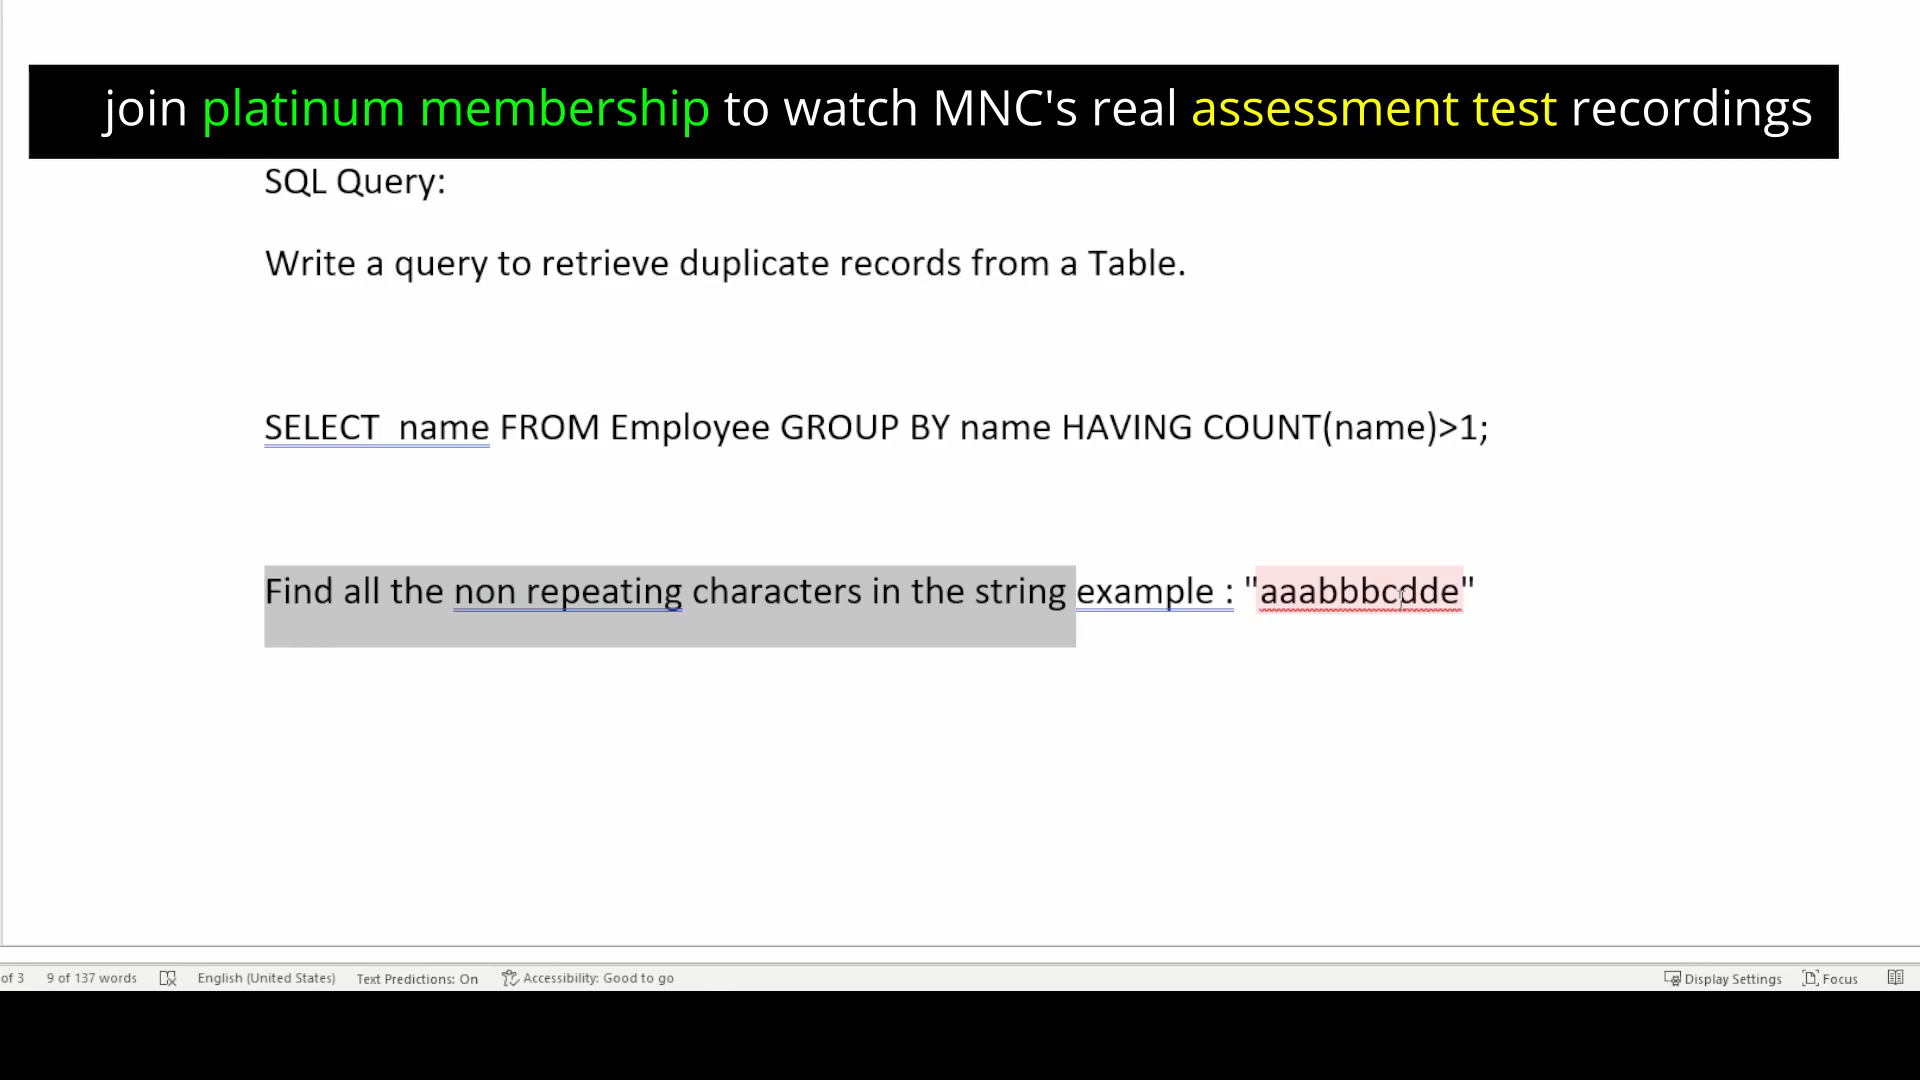 join platinum membership to watch MNC's real assessment test recordings
SQL Query:
Write a query to retrieve duplicate records from a Table.
SELECT  name FROM Employee GROUP BY name HAVING COUNT(name)>1;
Find all the non repeating characters in the string example : "aaabbbcdde"
of 3 9 of 137 words English (United States) Text Predictions: On Accessibility: Good to go Display Settings Focus